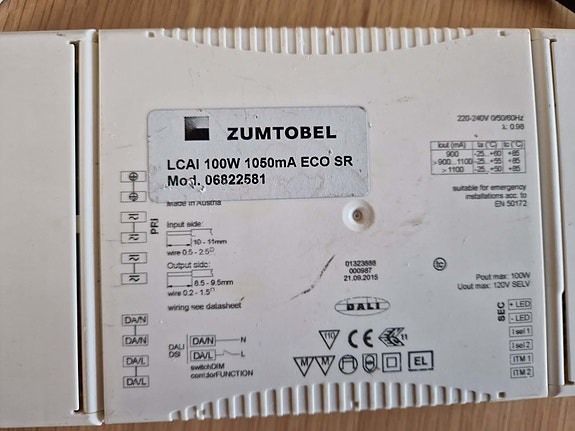 ZUMTOBEL
LCAI 100W 1050mA ECO SR
Mod. 06822581
Made in Austria
PRI
Input side:
10 - 11mm
wire 0.5 - 2.5
Output side:
8.5 - 9.5mm
wire 0.2 - 1.5
wiring see datasheet
DA/N
DA/N
DA/L
DA/L
DALI
DSI
DA/N N
DA/L L
switchDIM
corridorFUNCTION
01323888
000987
21.09.2015
DALI
110
CE
11
M M F
EL
220-240V 0/50/60Hz
λ 0.98
Iout (mA) ta (°C) tc (°C)
900 -25...+60 +85
>900...1100 -25...+55 +85
> 1100 -25...+50 +85
suitable for emergency
installations acc. to
EN 50172
tc
Pout max: 100W
Uout max: 120V SELV
SEC
+ LED
- LED
I sel 1
I sel 2
ITM 1
ITM 2